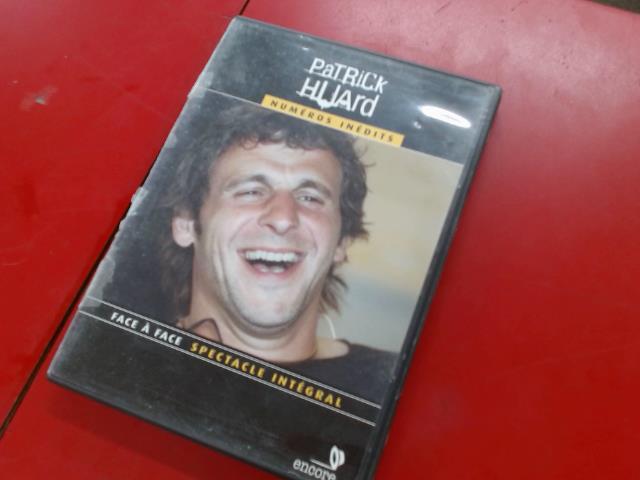 PaTRiCK
HUARD
NUMÉROS INÉDITS
FACE À FACE SPECTACLE INTÉGRAL
encore